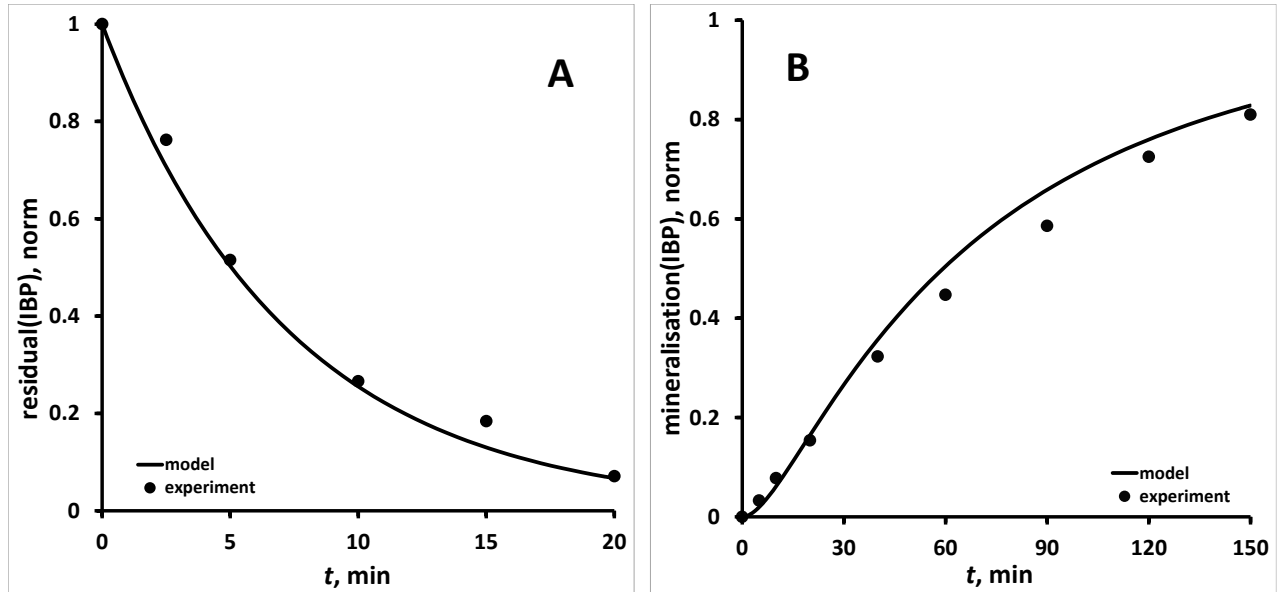 A
residual(IBP), norm
1
0.8
0.6
0.4
0.2
0
model
experiment
0 5 10 15 20
t, min
B
mineralisation(IBP), norm
1
0.8
0.6
0.4
0.2
0
model
experiment
0 30 60 90 120 150
t, min